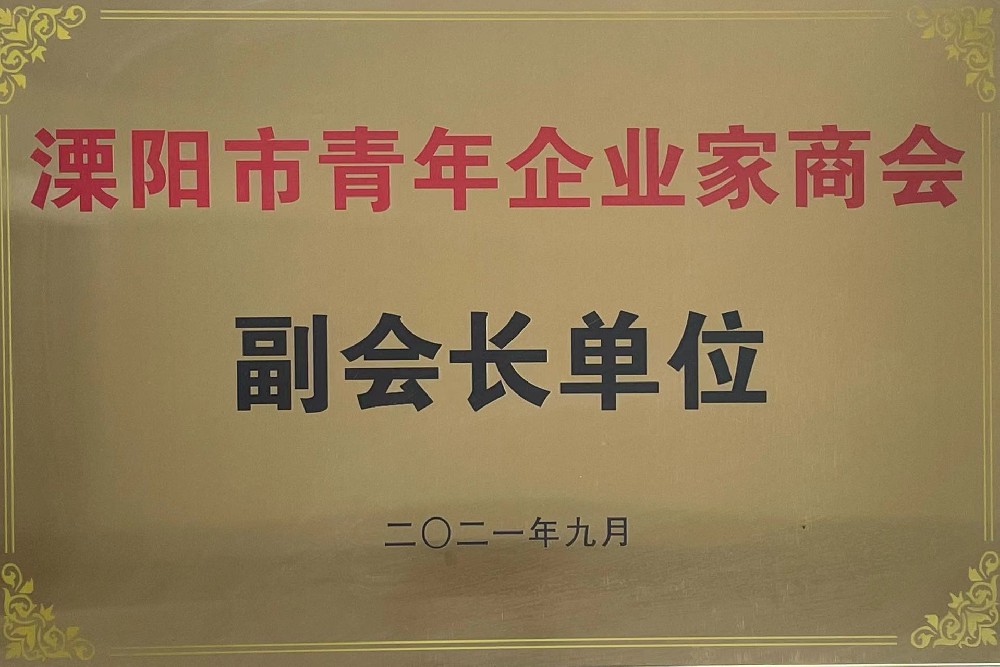 溧阳市青年企业家商会
副会长单位
二〇二一年九月